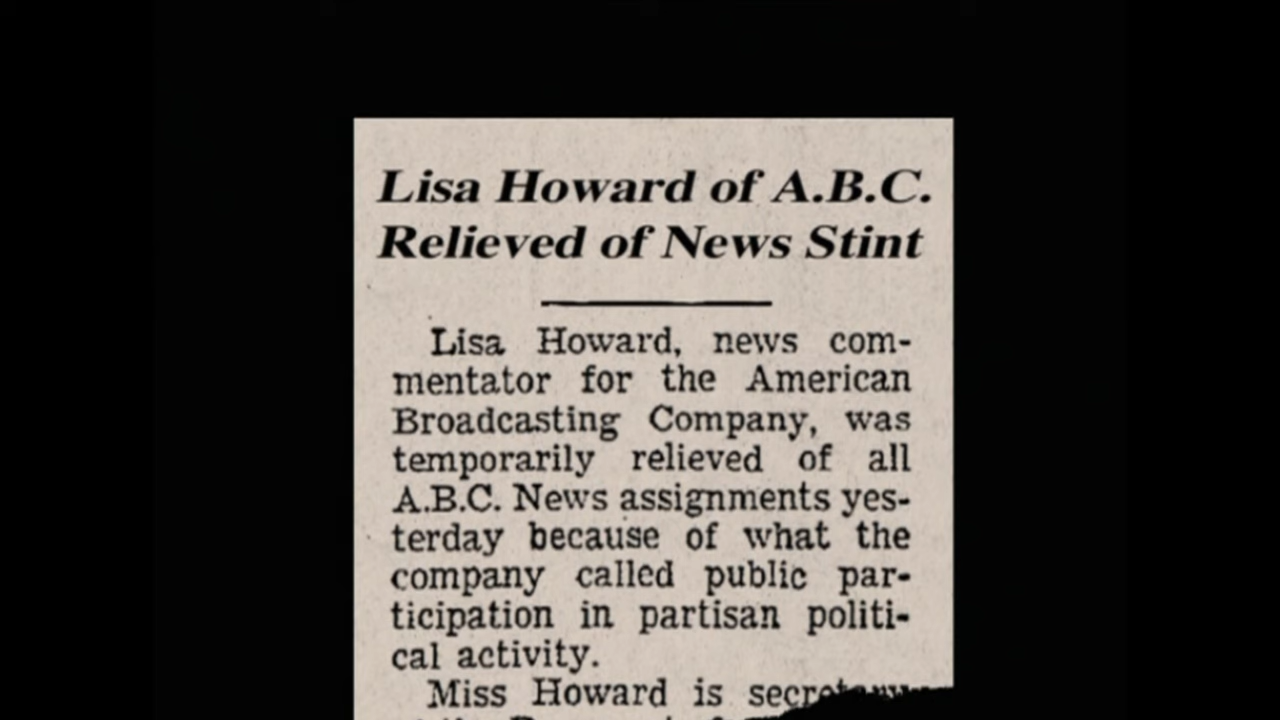 Lisa Howard of A.B.C.
Relieved of News Stint
Lisa Howard, news com-
mentator for the American
Broadcasting Company, was
temporarily relieved of all
A.B.C. News assignments yes-
terday because of what the
company called public par-
ticipation in partisan politi-
cal activity.
Miss Howard is secretary